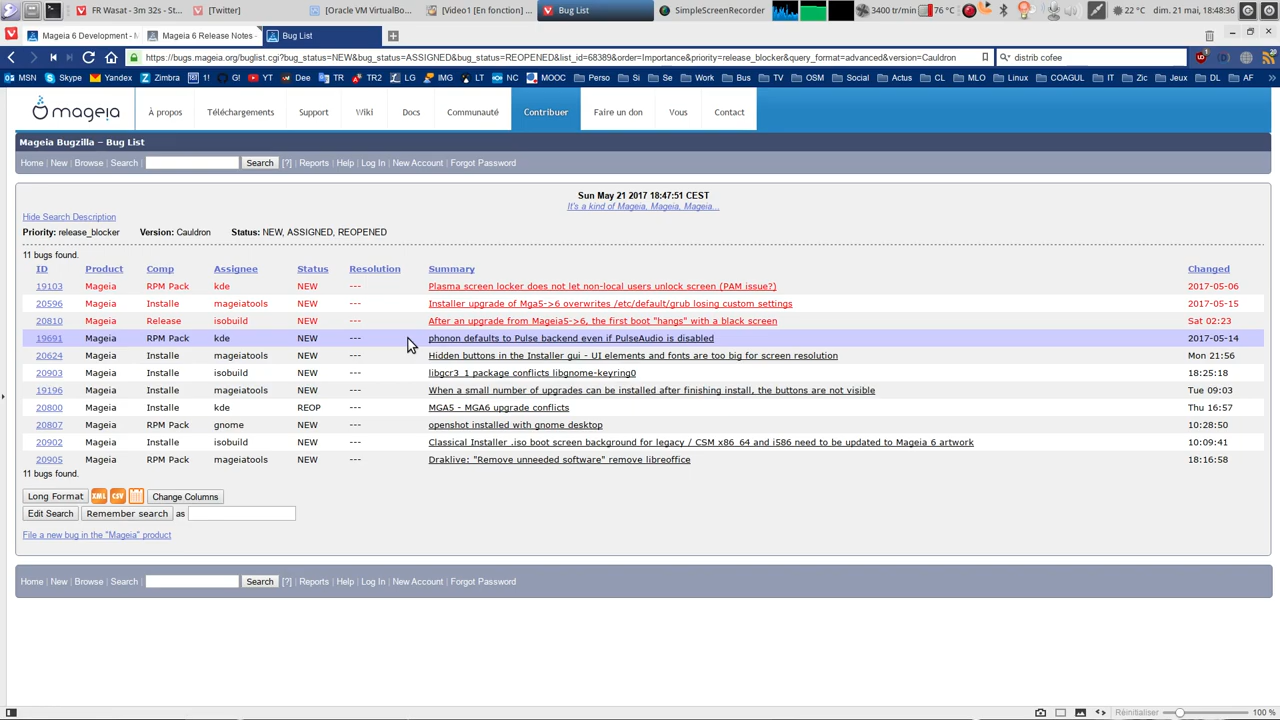 FR Wasat - 3m 32s - St...
[Twitter]
[Oracle VM VirtualBo...
[Video1 [En fonction] ...
Bug List
SimpleScreenRecorder
3400 tr/min
76 °C
22 °C
dim. 21 mai, 18:48:36
Mageia 6 Development - M
Mageia 6 Release Notes -
Bug List
https://bugs.mageia.org/buglist.cgi?bug_status=NEW&bug_status=ASSIGNED&bug_status=REOPENED&list_id=68389&order=Importance&priority=release_blocker&query_format=advanced&version=Cauldron
distrib cofee
MSN Skype Yandex Zimbra 1! G! Dee TR TR2 LG IMG LT NC MOOC Perso Si Se Work Bus TV OSM Social Actus CL MLO Linux COAGUL IT Zic Jeux DL AF
mageia
À propos Téléchargements Support Wiki Docs Communauté Contribuer Faire un don Vous Contact
Mageia Bugzilla – Bug List
Home | New | Browse | Search | Search [?] | Reports | Help | Log In | New Account | Forgot Password
Sun May 21 2017 18:47:51 CEST
It's a kind of Mageia, Mageia, Mageia...
Hide Search Description
Priority: release_blocker Version: Cauldron Status: NEW, ASSIGNED, REOPENED
11 bugs found.
ID Product Comp Assignee Status Resolution Summary Changed
19103 Mageia RPM Pack kde NEW --- Plasma screen locker does not let non-local users unlock screen (PAM issue?) 2017-05-06
20596 Mageia Installe mageiatools NEW --- Installer upgrade of Mga5->6 overwrites /etc/default/grub losing custom settings 2017-05-15
20810 Mageia Release isobuild NEW --- After an upgrade from Mageia5->6, the first boot "hangs" with a black screen Sat 02:23
19691 Mageia RPM Pack kde NEW --- phonon defaults to Pulse backend even if PulseAudio is disabled 2017-05-14
20624 Mageia Installe mageiatools NEW --- Hidden buttons in the Installer gui - UI elements and fonts are too big for screen resolution Mon 21:56
20903 Mageia Installe isobuild NEW --- libgcr3_1 package conflicts libgnome-keyring0 18:25:18
19196 Mageia Installe mageiatools NEW --- When a small number of upgrades can be installed after finishing install, the buttons are not visible Tue 09:03
20800 Mageia Installe kde REOP --- MGA5 - MGA6 upgrade conflicts Thu 16:57
20807 Mageia RPM Pack gnome NEW --- openshot installed with gnome desktop 10:28:50
20902 Mageia Installe isobuild NEW --- Classical Installer .iso boot screen background for legacy / CSM x86_64 and i586 need to be updated to Mageia 6 artwork 10:09:41
20905 Mageia RPM Pack mageiatools NEW --- Draklive: "Remove unneeded software" remove libreoffice 18:16:58
11 bugs found.
Long Format XML CSV Change Columns
Edit Search Remember search as
File a new bug in the "Mageia" product
Home | New | Browse | Search | Search [?] | Reports | Help | Log In | New Account | Forgot Password
Réinitialiser 100 %